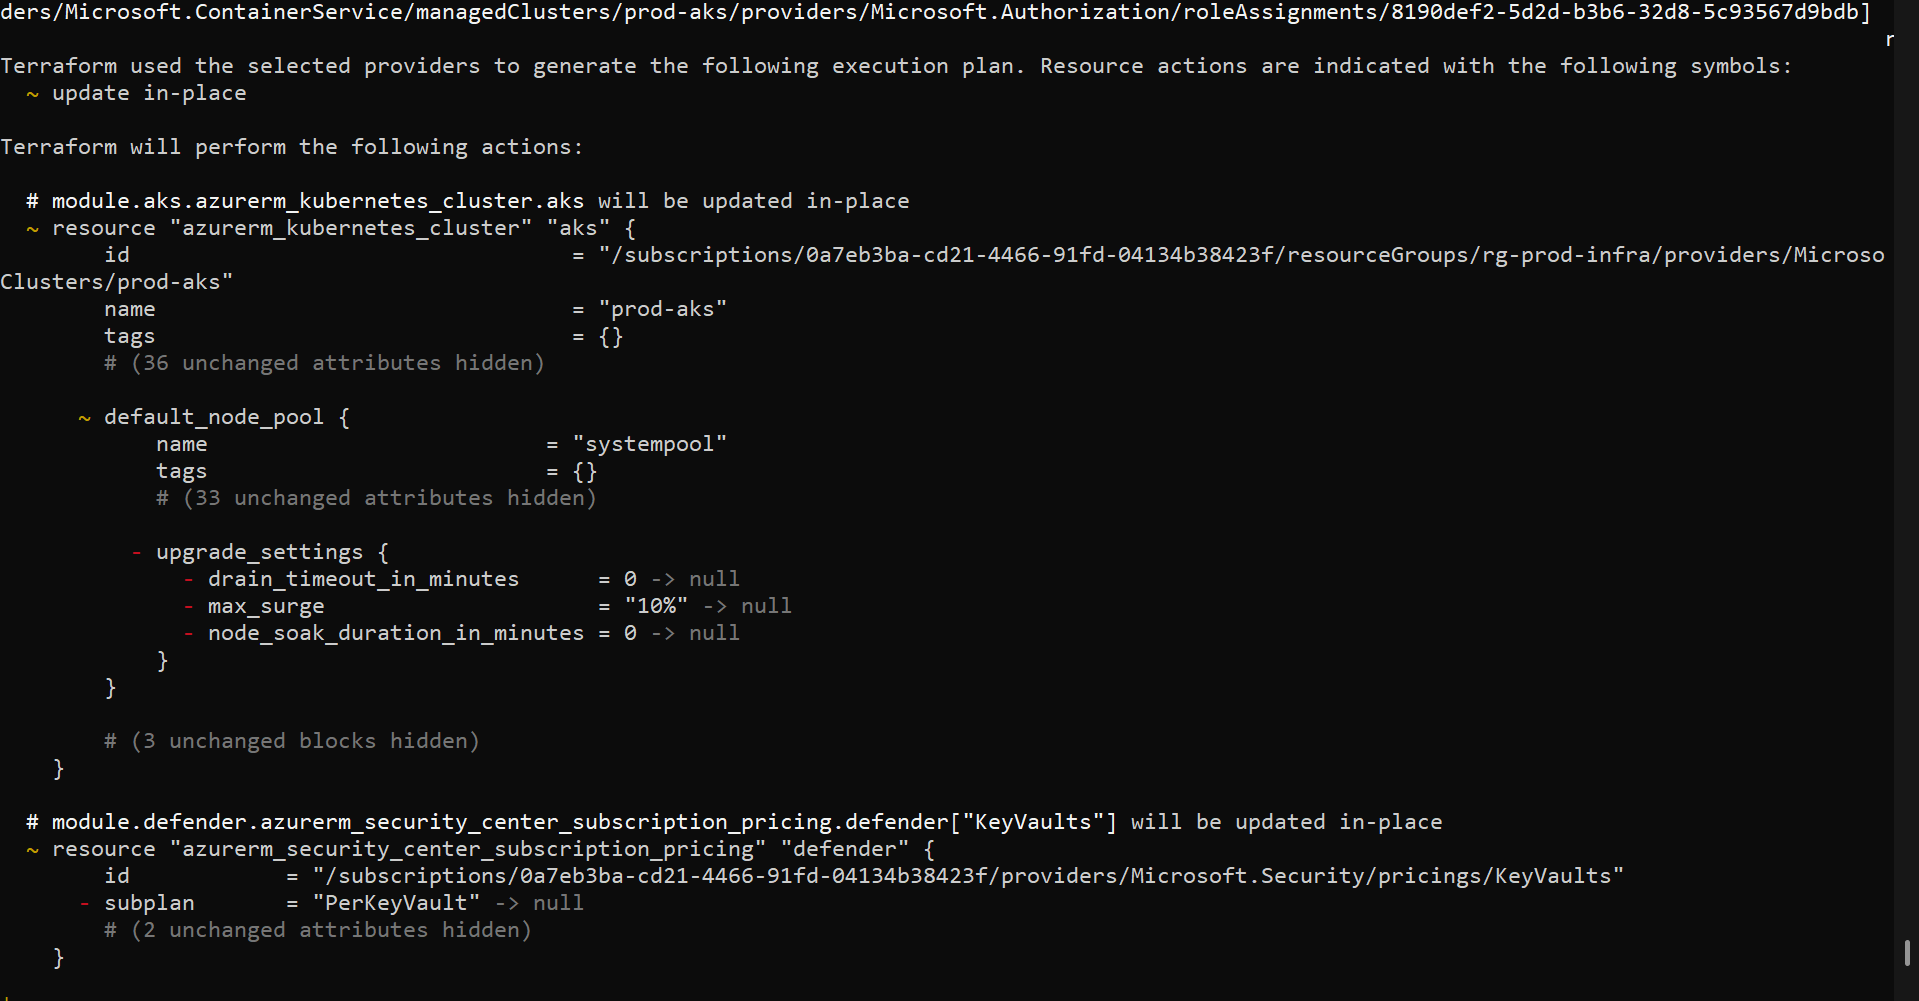 ders/Microsoft.ContainerService/managedClusters/prod-aks/providers/Microsoft.Authorization/roleAssignments/8190def2-5d2d-b3b6-32d8-5c93567d9bdb]
r
Terraform used the selected providers to generate the following execution plan. Resource actions are indicated with the following symbols:
  ~ update in-place

Terraform will perform the following actions:

  # module.aks.azurerm_kubernetes_cluster.aks will be updated in-place
  ~ resource "azurerm_kubernetes_cluster" "aks" {
        id                                  = "/subscriptions/0a7eb3ba-cd21-4466-91fd-04134b38423f/resourceGroups/rg-prod-infra/providers/Microso
Clusters/prod-aks"
        name                                = "prod-aks"
        tags                                = {}
        # (36 unchanged attributes hidden)

      ~ default_node_pool {
            name                          = "systempool"
            tags                          = {}
            # (33 unchanged attributes hidden)

          - upgrade_settings {
              - drain_timeout_in_minutes      = 0 -> null
              - max_surge                     = "10%" -> null
              - node_soak_duration_in_minutes = 0 -> null
            }
        }

        # (3 unchanged blocks hidden)
    }

  # module.defender.azurerm_security_center_subscription_pricing.defender["KeyVaults"] will be updated in-place
  ~ resource "azurerm_security_center_subscription_pricing" "defender" {
        id            = "/subscriptions/0a7eb3ba-cd21-4466-91fd-04134b38423f/providers/Microsoft.Security/pricings/KeyVaults"
      - subplan       = "PerKeyVault" -> null
        # (2 unchanged attributes hidden)
    }